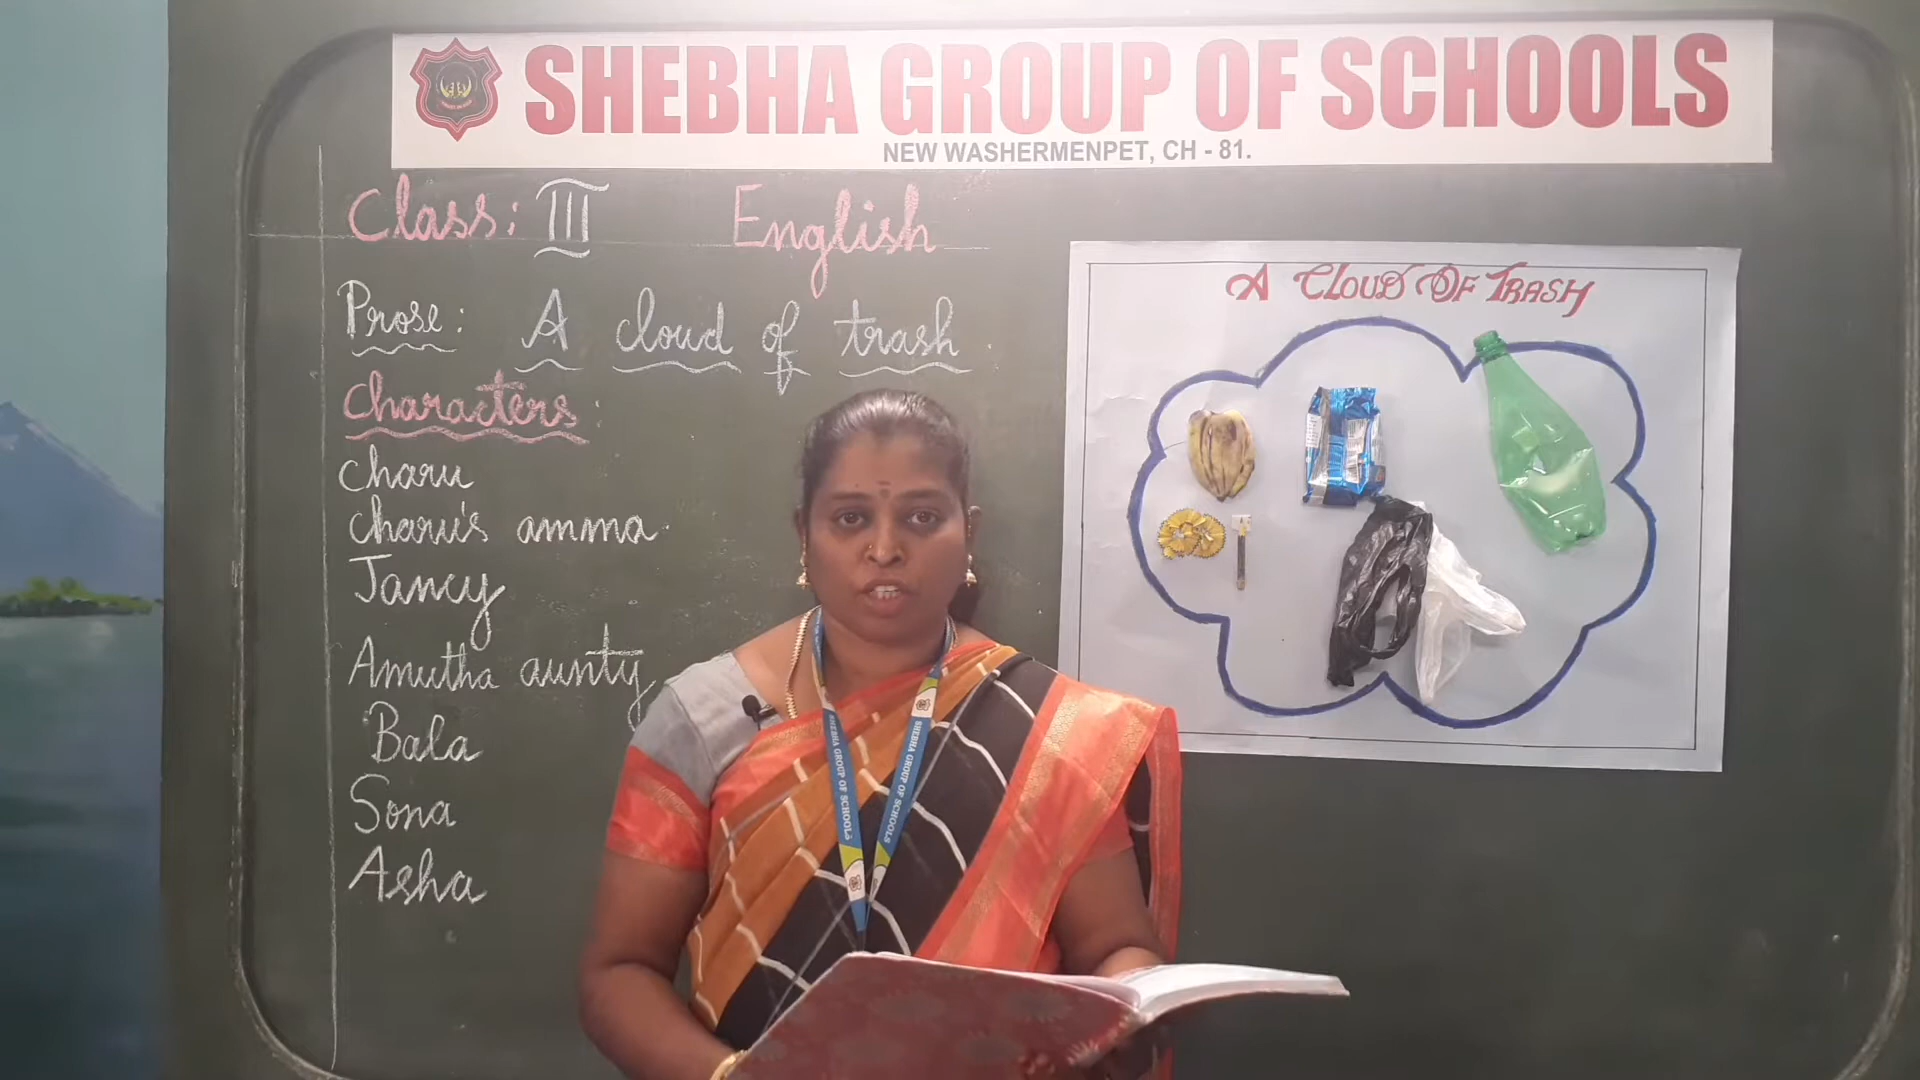 SHEBHA GROUP OF SCHOOLS
NEW WASHERMENPET, CH - 81.
Class: III English
Prose: A cloud of trash.
Characters:
Charu
Charu's amma.
Jancy
Amutha aunty
Bala
Sona
Asha
A CLOUD OF TRASH
SHEBHA GROUP OF SCHOOLS
SHEBHA GROUP OF SCHOOLS